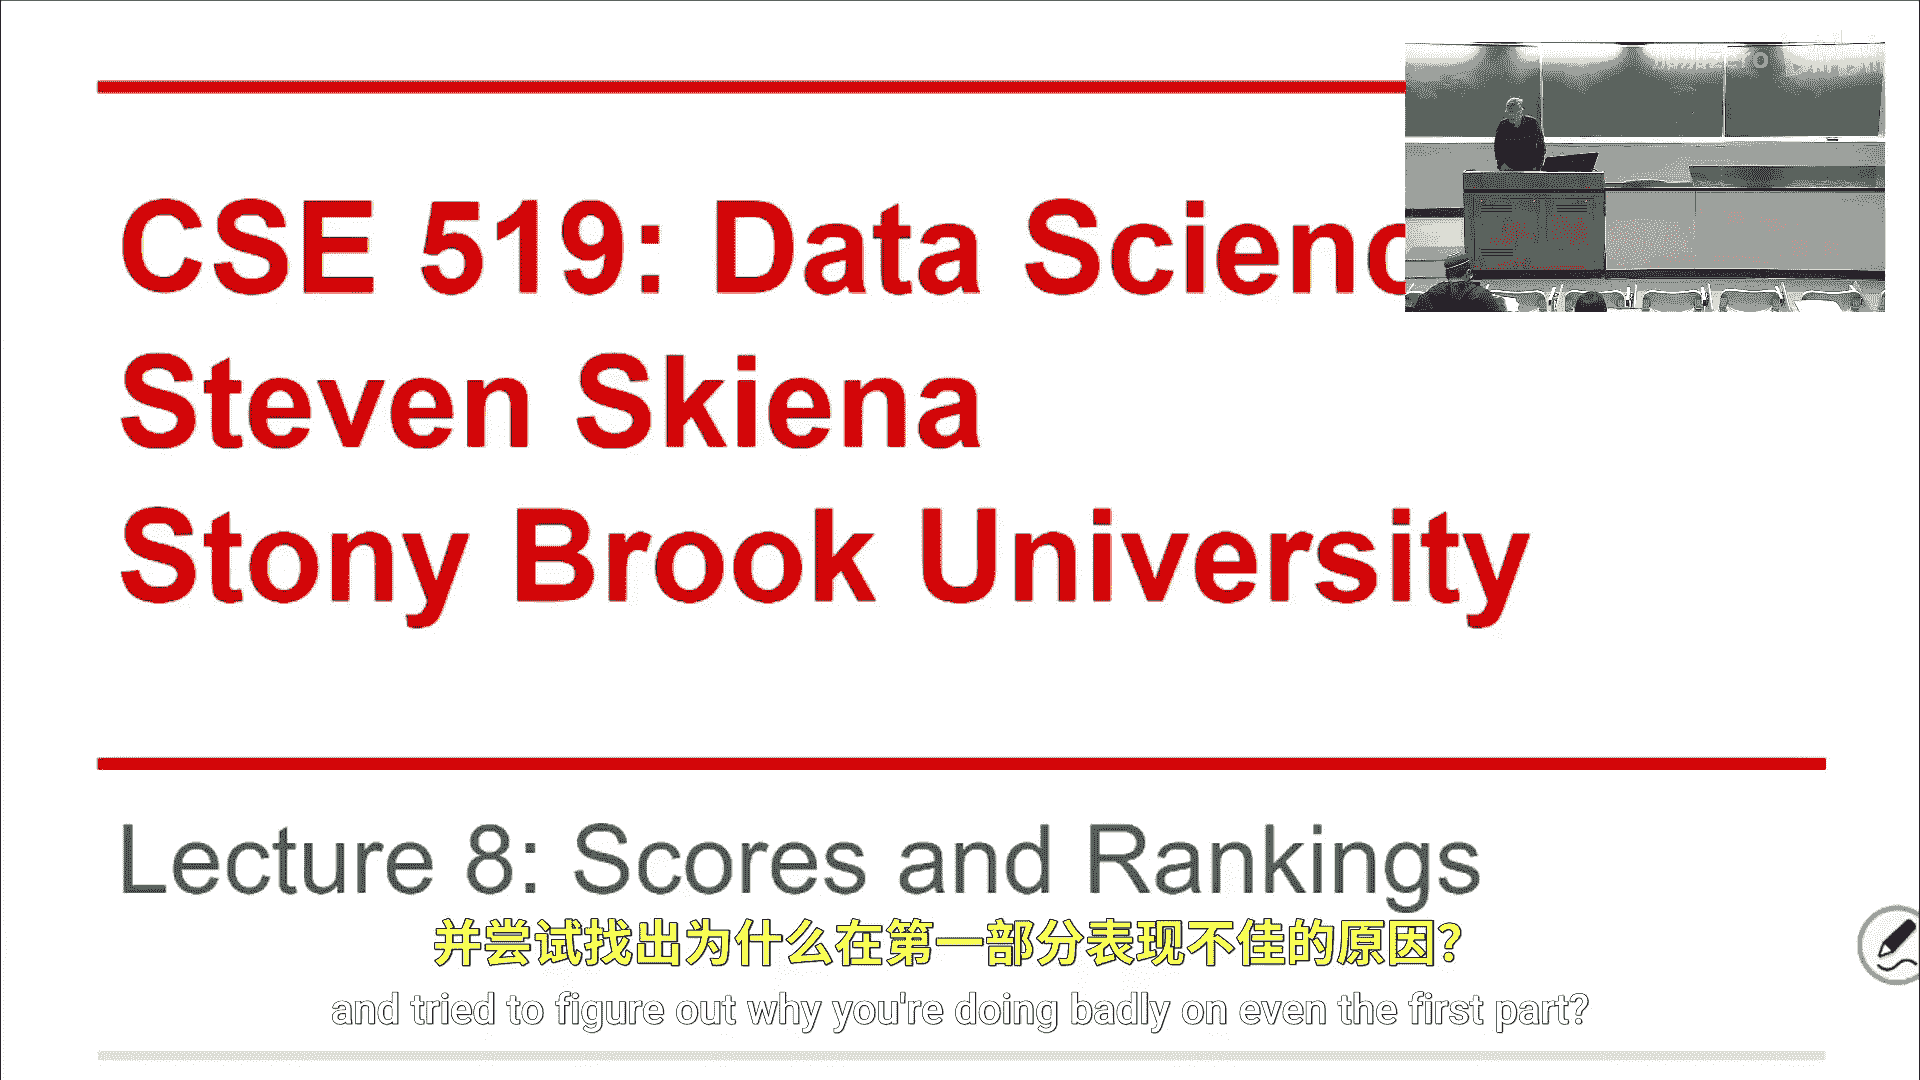 CSE 519: Data Scienc
Steven Skiena
Stony Brook University
Lecture 8: Scores and Rankings
并尝试找出为什么在第一部分表现不佳的原因?
and tried to figure out why you're doing badly on even the first part?